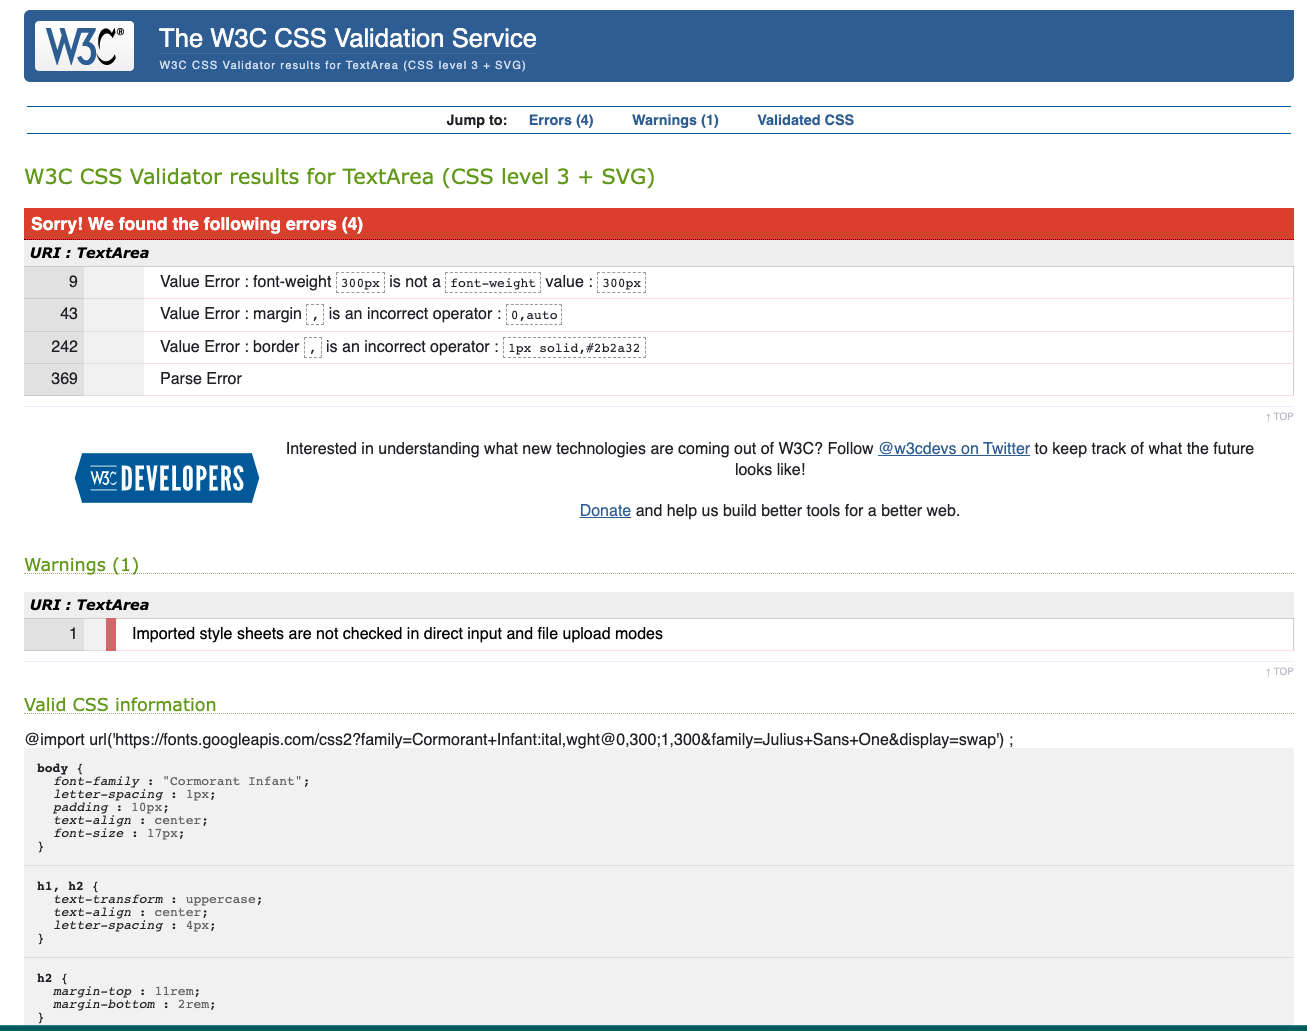 W3C®
The W3C CSS Validation Service
W3C CSS Validator results for TextArea (CSS level 3 + SVG)
Jump to: Errors (4) Warnings (1) Validated CSS
W3C CSS Validator results for TextArea (CSS level 3 + SVG)
Sorry! We found the following errors (4)
URI : TextArea
9 Value Error : font-weight 300px is not a font-weight value : 300px
43 Value Error : margin , is an incorrect operator : 0,auto
242 Value Error : border , is an incorrect operator : 1px solid,#2b2a32
369 Parse Error
↑ TOP
W3C DEVELOPERS
Interested in understanding what new technologies are coming out of W3C? Follow @w3cdevs on Twitter to keep track of what the future
looks like!
Donate and help us build better tools for a better web.
Warnings (1)
URI : TextArea
1 Imported style sheets are not checked in direct input and file upload modes
↑ TOP
Valid CSS information
@import url('https://fonts.googleapis.com/css2?family=Cormorant+Infant:ital,wght@0,300;1,300&family=Julius+Sans+One&display=swap') ;
body {
font-family : "Cormorant Infant";
letter-spacing : 1px;
padding : 10px;
text-align : center;
font-size : 17px;
}
h1, h2 {
text-transform : uppercase;
text-align : center;
letter-spacing : 4px;
}
h2 {
margin-top : 11rem;
margin-bottom : 2rem;
}